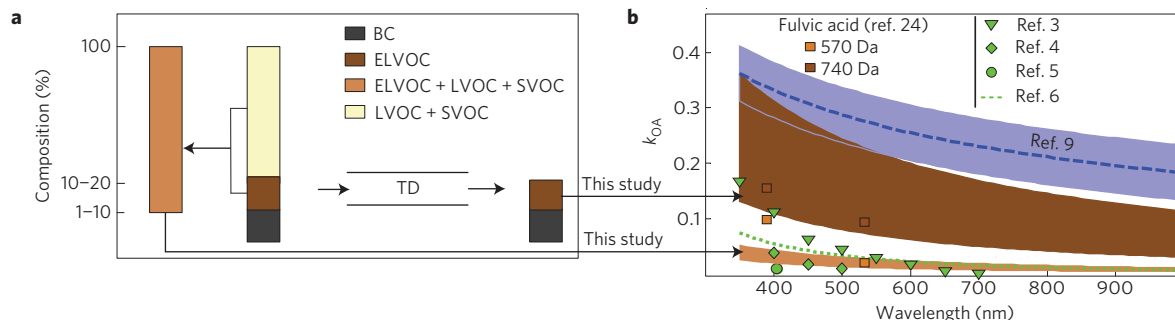 a
Composition (%)
100
10–20
1–10
BC
ELVOC
ELVOC + LVOC + SVOC
LVOC + SVOC
TD
This study
This study
b
k_OA
0.4
0.3
0.2
0.1
Fulvic acid (ref. 24)
570 Da
740 Da
Ref. 3
Ref. 4
Ref. 5
Ref. 6
Ref. 9
400 500 600 700 800 900
Wavelength (nm)